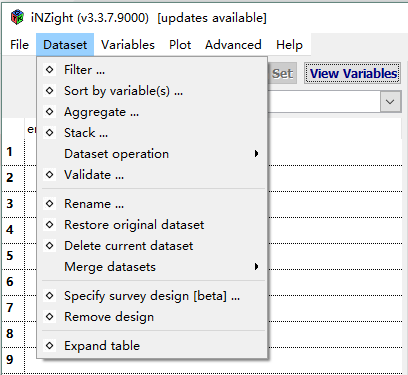 iNZight (v3.3.7.9000)  [updates available]
File Dataset Variables Plot Advanced Help
Filter ...
Set View Variables
Sort by variable(s) ...
Aggregate ...
Stack ...
1
Dataset operation
2
Validate ...
3
Rename ...
4
Restore original dataset
5
Delete current dataset
Merge datasets
6
7
Specify survey design [beta] ...
8
Remove design
9
Expand table